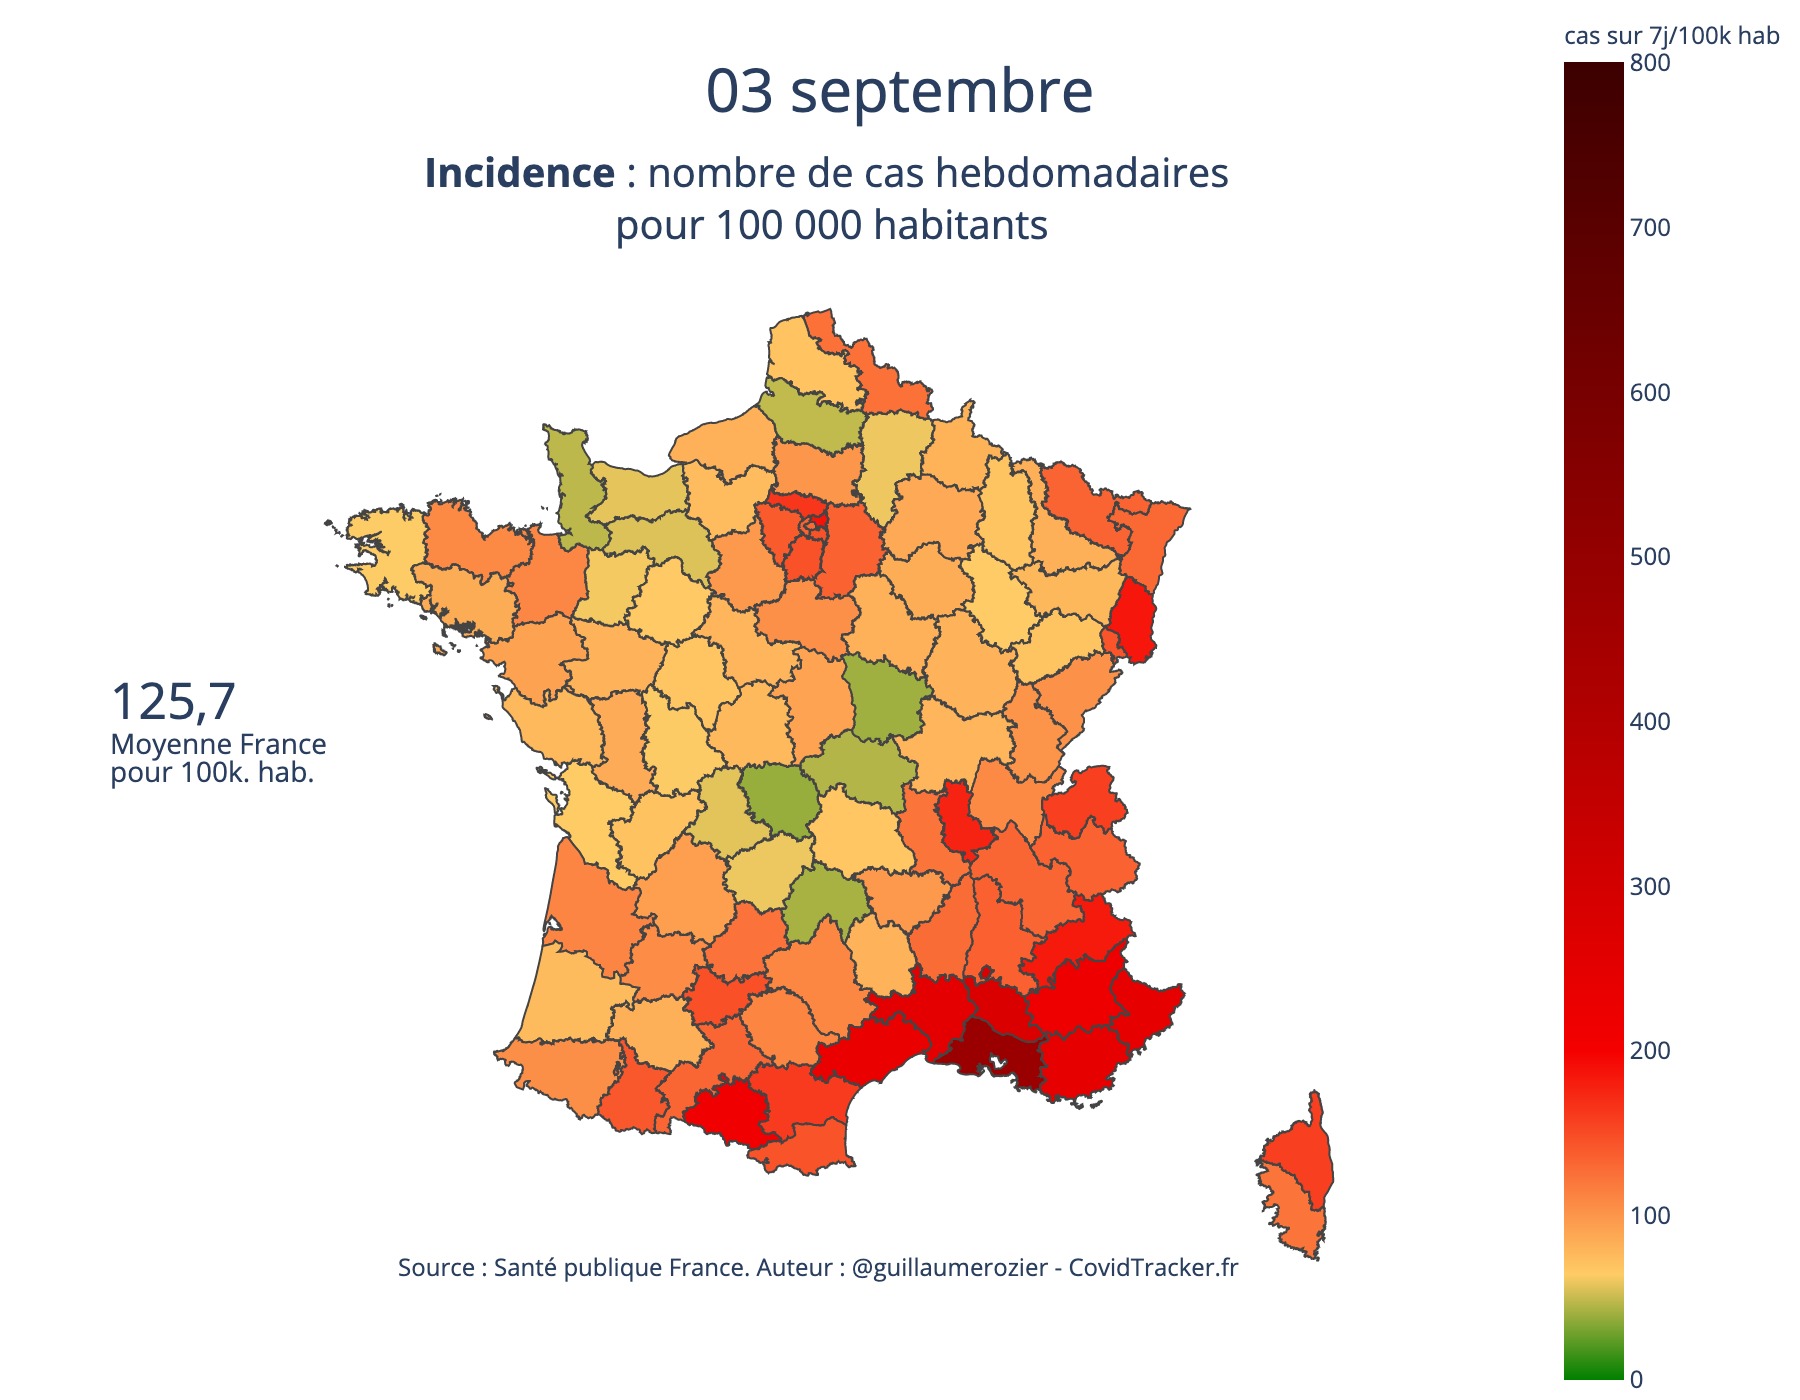 cas sur 7j/100k hab
03 septembre
Incidence : nombre de cas hebdomadaires
pour 100 000 habitants
125,7
Moyenne France
pour 100k. hab.
800
700
600
500
400
300
200
100
0
Source : Santé publique France. Auteur : @guillaumerozier - CovidTracker.fr